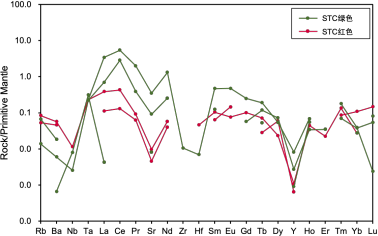 100.0
10.0
1.0
0.1
0.0
0.0
Rock/Primitive Mantle
STC绿色
STC红色
Rb Ba Nb Ta La Ce Pr Sr Nd Zr Hf Sm Eu Gd Tb Dy Y Ho Er Tm Yb Lu